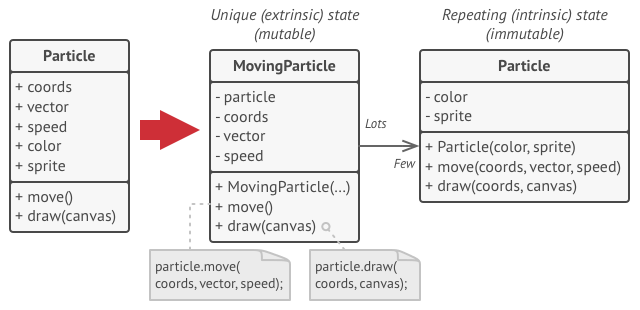 Unique (extrinsic) state
(mutable)
Repeating (intrinsic) state
(immutable)
Particle
+ coords
+ vector
+ speed
+ color
+ sprite
+ move()
+ draw(canvas)
MovingParticle
- particle
- coords
- vector
- speed
+ MovingParticle(...)
+ move()
+ draw(canvas)
particle.move(
coords, vector, speed);
particle.draw(
coords, canvas);
Lots
Few
Particle
- color
- sprite
+ Particle(color, sprite)
+ move(coords, vector, speed)
+ draw(coords, canvas)